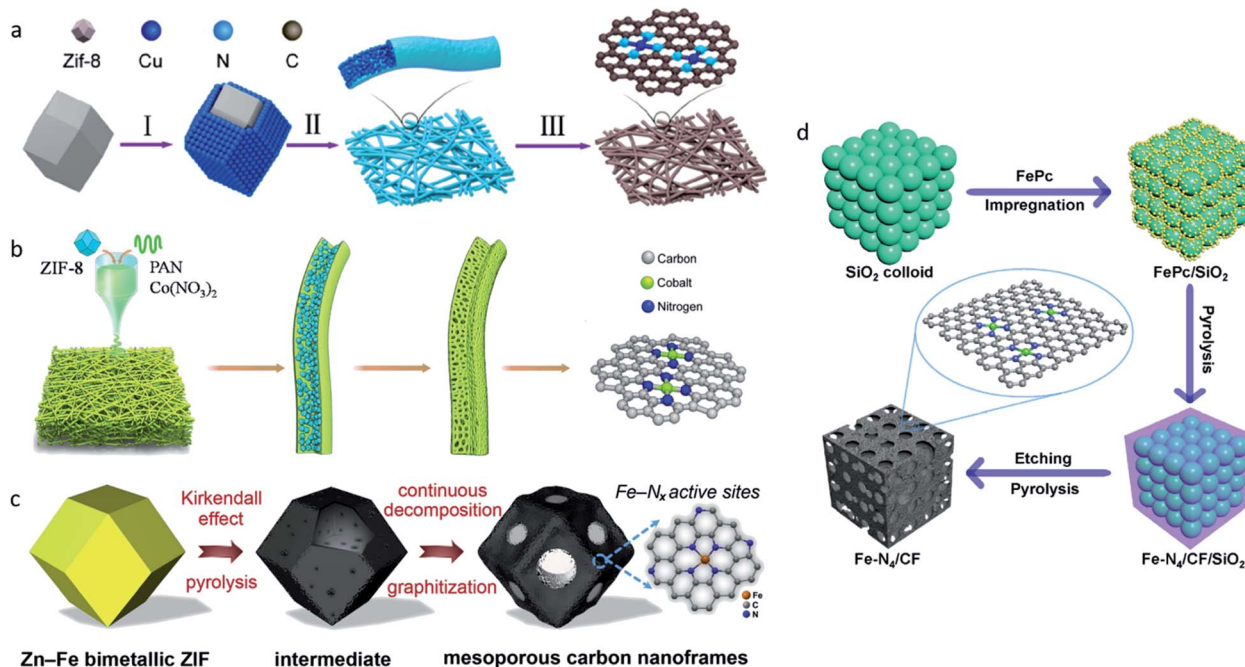 a
Zif-8
Cu
N
C
I
II
III
b
ZIF-8
PAN
Co(NO₃)₂
Carbon
Cobalt
Nitrogen
c
Kirkendall
effect
pyrolysis
continuous
decomposition
graphitization
Fe–Nₓ active sites
Fe
C
N
Zn–Fe bimetallic ZIF
intermediate
mesoporous carbon nanoframes
d
FePc
Impregnation
SiO₂ colloid
FePc/SiO₂
Pyrolysis
Etching
Pyrolysis
Fe-N₄/CF
Fe-N₄/CF/SiO₂